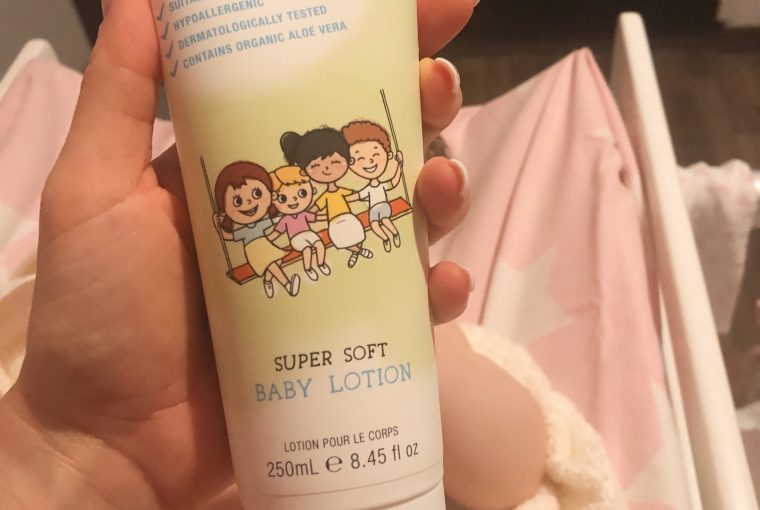 HYPOALLERGENIC
DERMATOLOGICALLY TESTED
CONTAINS ORGANIC ALOE VERA
SUPER SOFT
BABY LOTION
LOTION POUR LE CORPS
250mL ℮ 8.45 fl oz